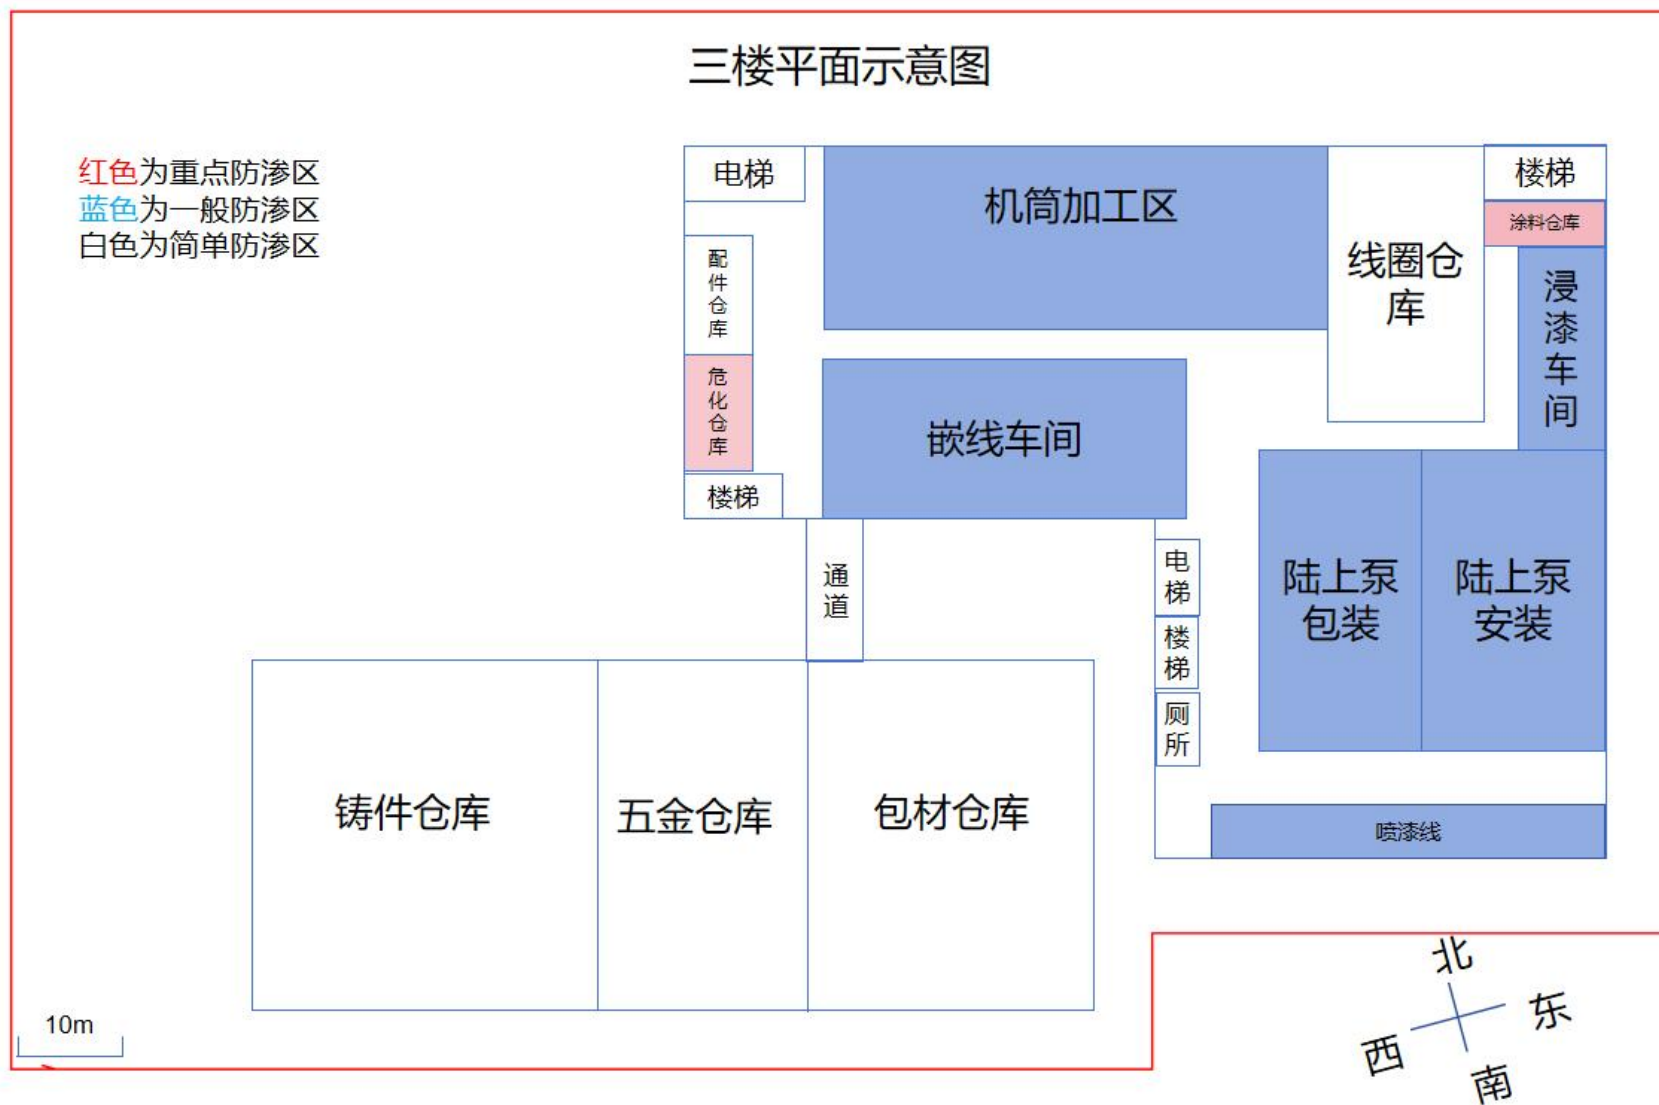 三楼平面示意图
红色为重点防渗区
蓝色为一般防渗区
白色为简单防渗区
电梯
机筒加工区
线圈仓
库
楼梯
涂料仓库
配
件
仓
库
浸
漆
车
间
危
化
仓
库
嵌线车间
楼梯
通
道
电
梯
楼
梯
厕
所
陆上泵
包装
陆上泵
安装
铸件仓库
五金仓库
包材仓库
喷漆线
10m
北
东
西
南